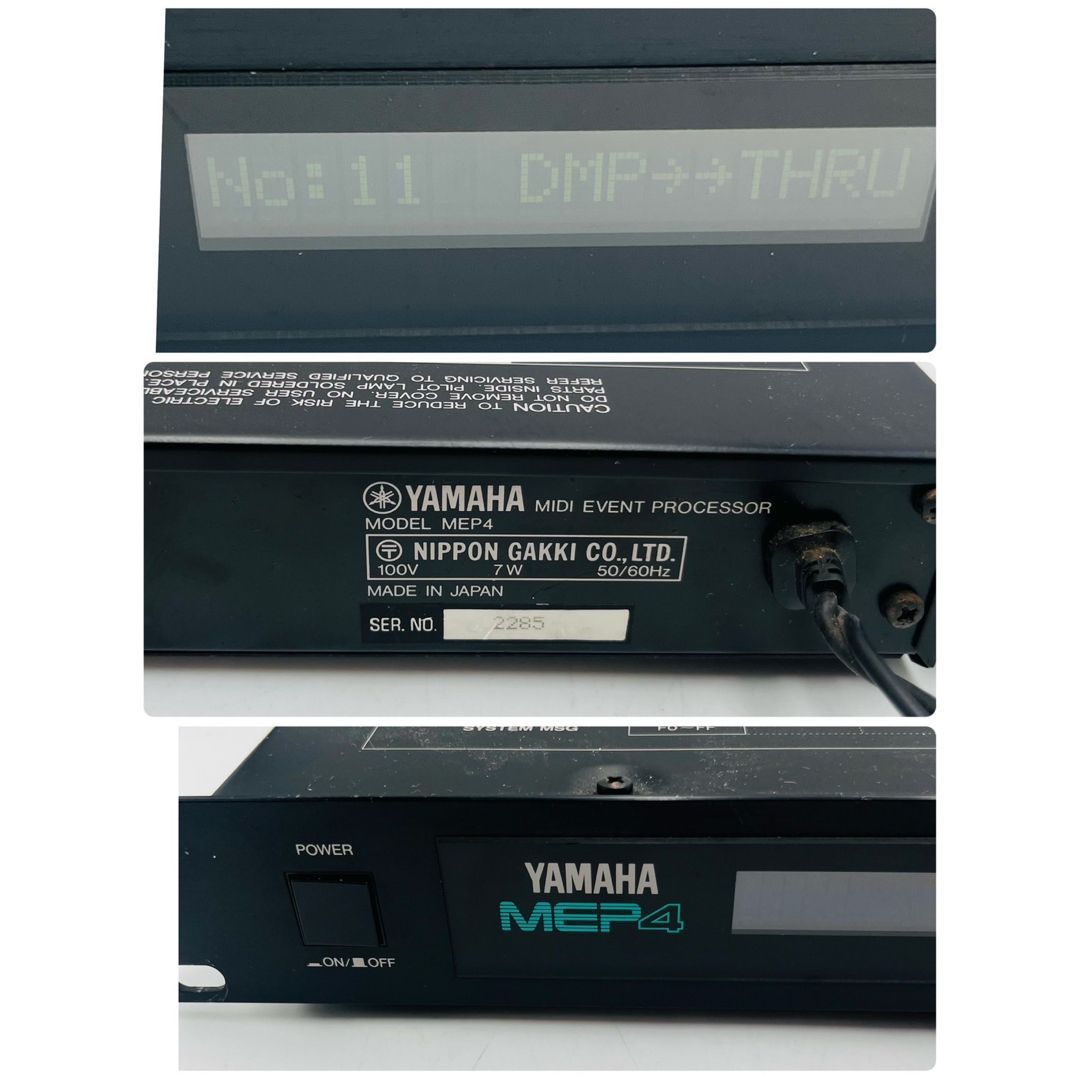 No:11 DMP→→THRU
CAUTION TO REDUCE THE RISK OF ELECTRIC
DO NOT REMOVE COVER. NO USER SERVICEABL
PARTS INSIDE. PILOT LAMP SOLDERED IN PLACE.
REFER SERVICING TO QUALIFIED SERVICE PERSON
YAMAHA MIDI EVENT PROCESSOR
MODEL MEP4
NIPPON GAKKI CO.,LTD.
100V 7W 50/60Hz
MADE IN JAPAN
SER. NO. 2285
SYSTEM MSG F0-FF
POWER
ON/ OFF
YAMAHA
MEP4